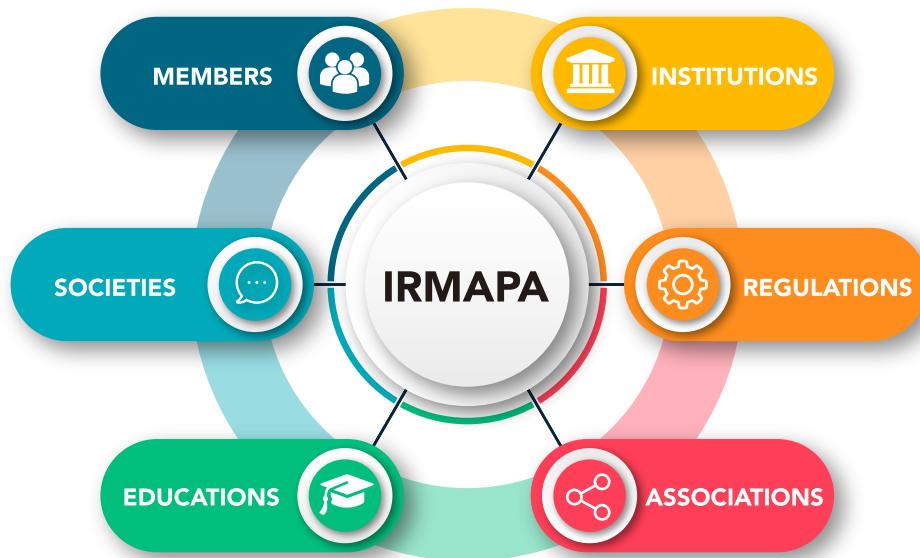 MEMBERS
INSTITUTIONS
SOCIETIES
IRMAPA
REGULATIONS
EDUCATIONS
ASSOCIATIONS